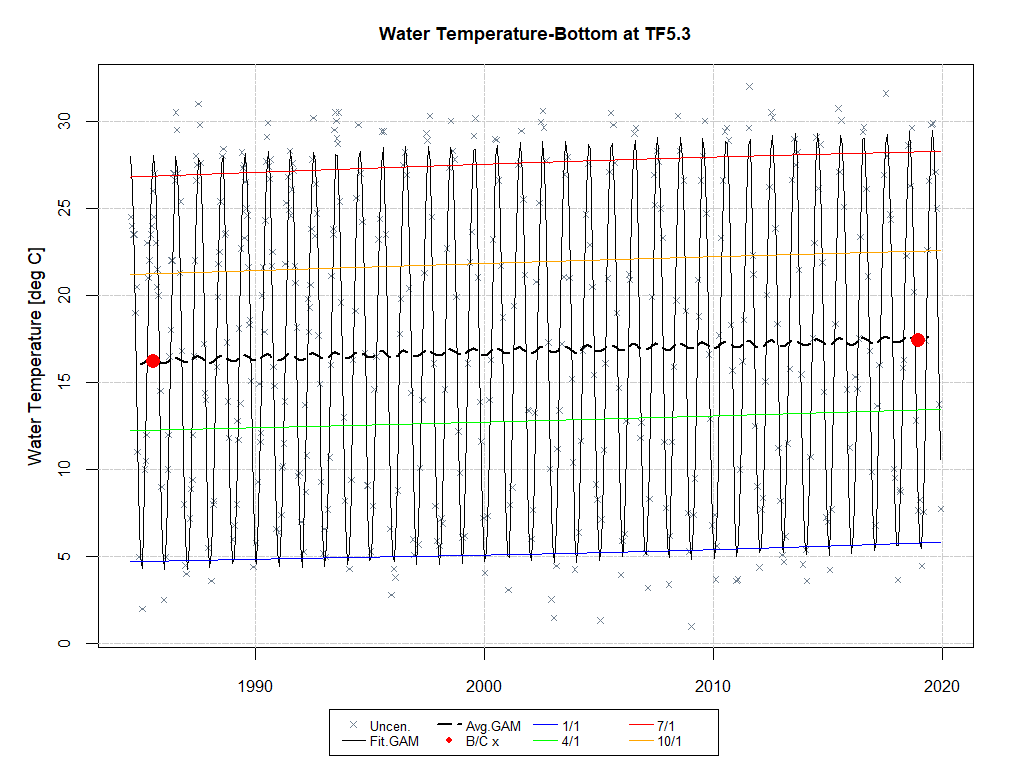 Water Temperature-Bottom at TF5.3
Water Temperature [deg C]
30
25
20
15
10
5
0
1990 2000 2010 2020
Uncen. Avg.GAM 1/1 7/1
Fit.GAM B/C x 4/1 10/1